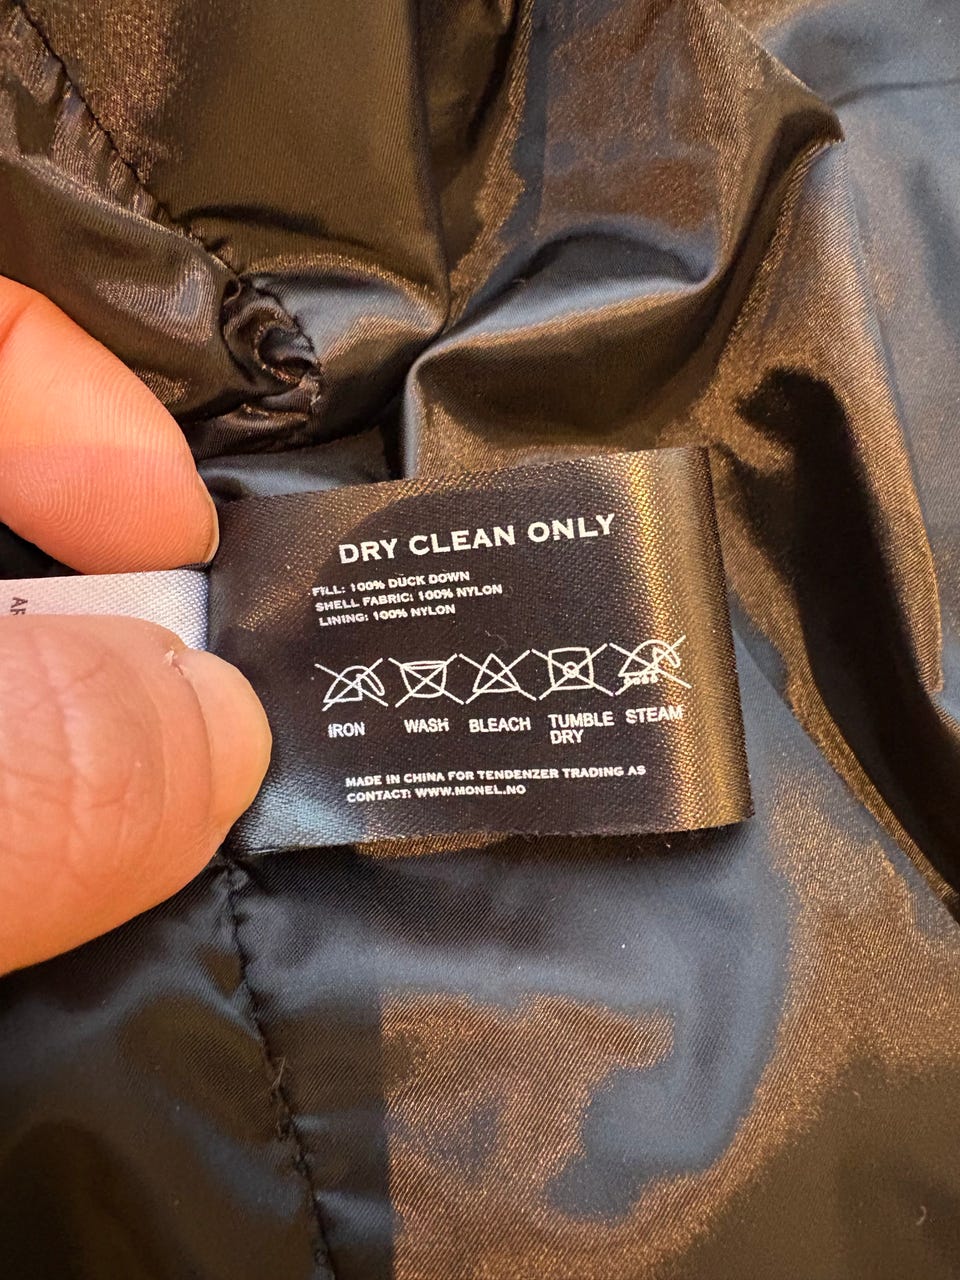 DRY CLEAN ONLY
FILL: 100% DUCK DOWN
SHELL FABRIC: 100% NYLON
LINING: 100% NYLON
IRON WASH BLEACH TUMBLE DRY STEAM
MADE IN CHINA FOR TENDENZER TRADING AS
CONTACT: WWW.MONEL.NO